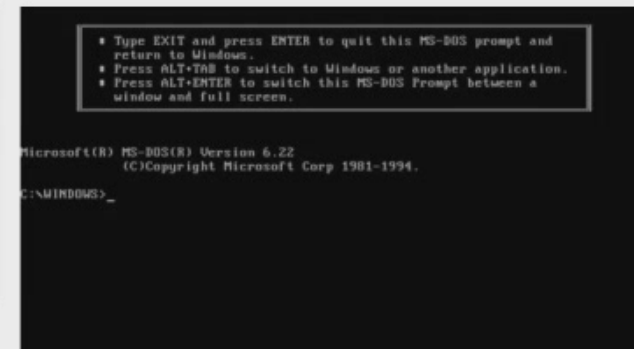 * Type EXIT and press ENTER to quit this MS-DOS prompt and
return to Windows.
* Press ALT+TAB to switch to Windows or another application.
* Press ALT+ENTER to switch this MS-DOS Prompt between a
window and full screen.
Microsoft(R) MS-DOS(R) Version 6.22
(C)Copyright Microsoft Corp 1981-1994.
C:\WINDOWS>_